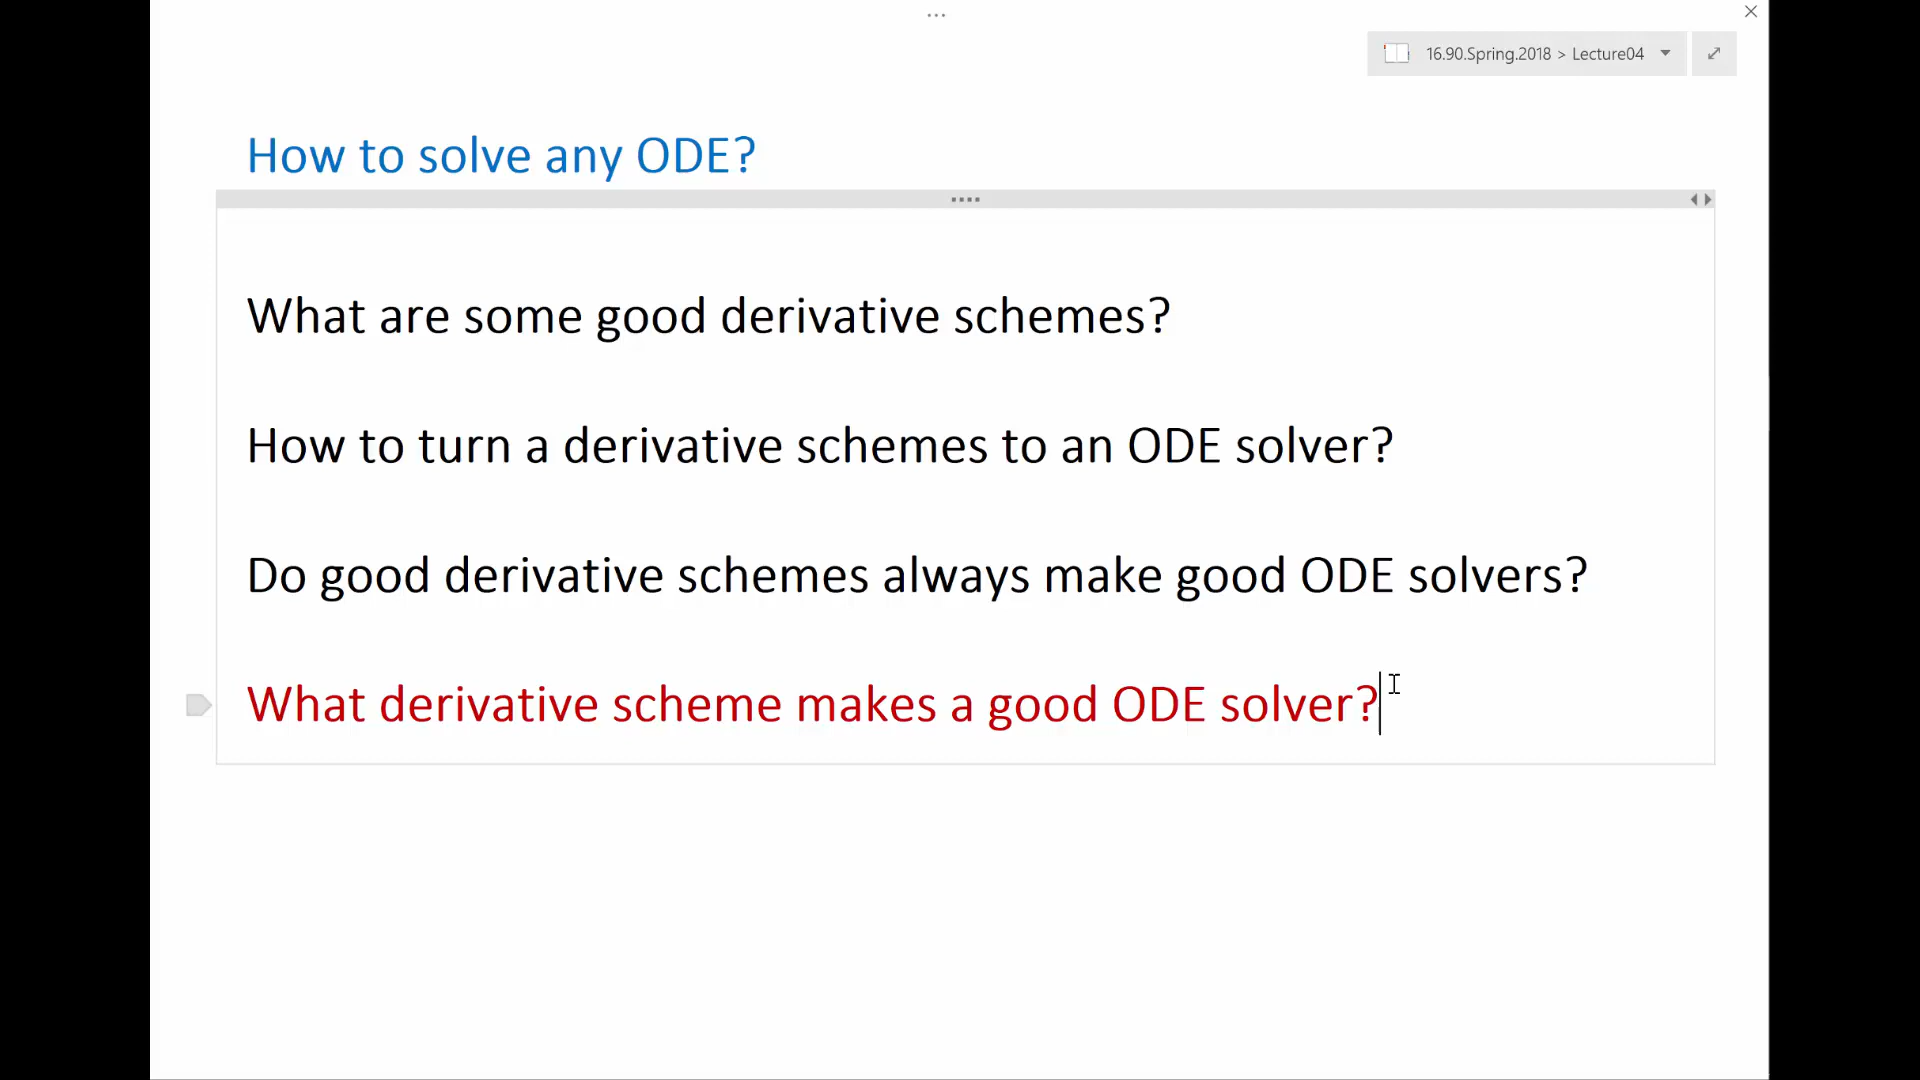 16.90.Spring.2018 > Lecture04
How to solve any ODE?
What are some good derivative schemes?
How to turn a derivative schemes to an ODE solver?
Do good derivative schemes always make good ODE solvers?
What derivative scheme makes a good ODE solver?